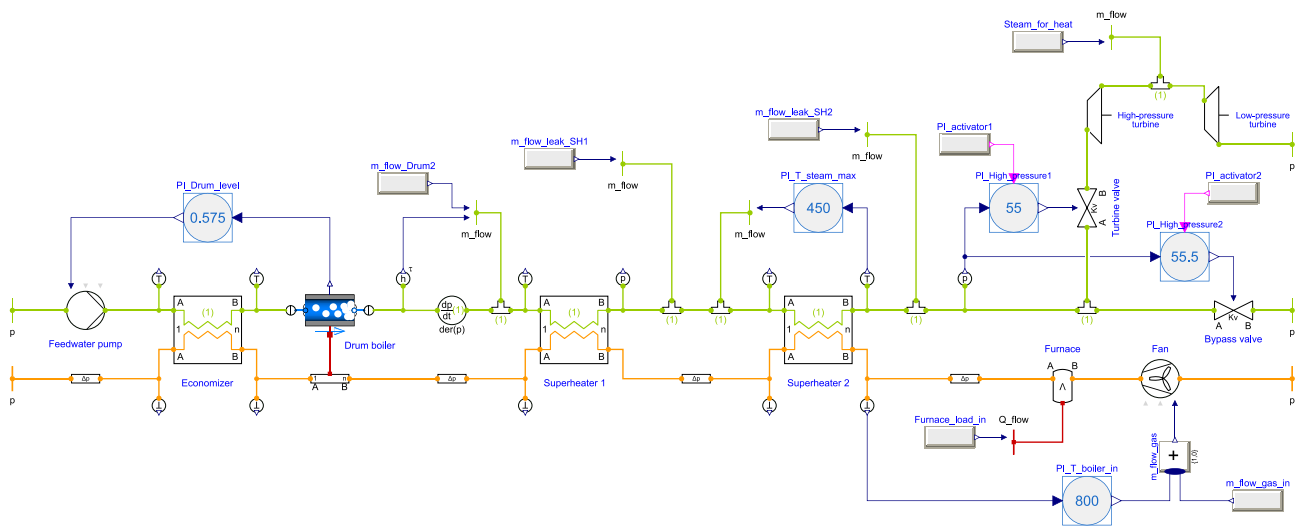 Steam_for_heat
m_flow
(1)
High-pressure
turbine
Low-pressure
turbine
p
m_flow_leak_SH2
m_flow
PI_activator1
m_flow_leak_SH1
m_flow
m_flow_Drum2
m_flow
PI_Drum_level
0.575
PI_T_steam_max
450
m_flow
PI_High_pressure1
55
B
Kv
A
Turbine valve
PI_activator2
PI_High_pressure2
55.5
T
T
h
τ
T
p
T
p
p
Feedwater pump
A
B
(1)
1
n
A
B
Economizer
Drum boiler
dp
dt
(1)
der(p)
(1)
A
B
(1)
1
n
A
B
Superheater 1
(1)
(1)
A
B
(1)
1
n
A
B
Superheater 2
(1)
(1)
Kv
A
B
Bypass valve
p
p
Δp
1
n
A
B
Δp
Δp
Δp
Furnace
A
B
Fan
p
T
T
T
T
T
T
Furnace_load_in
Q_flow
m_flow_gas
+
{1,0}
PI_T_boiler_in
800
m_flow_gas_in